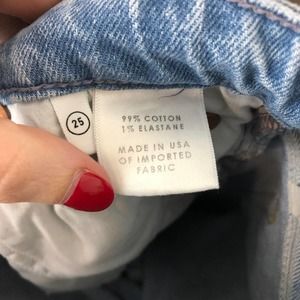 25
99% COTTON
1% ELASTANE
MADE IN USA
OF IMPORTED
FABRIC